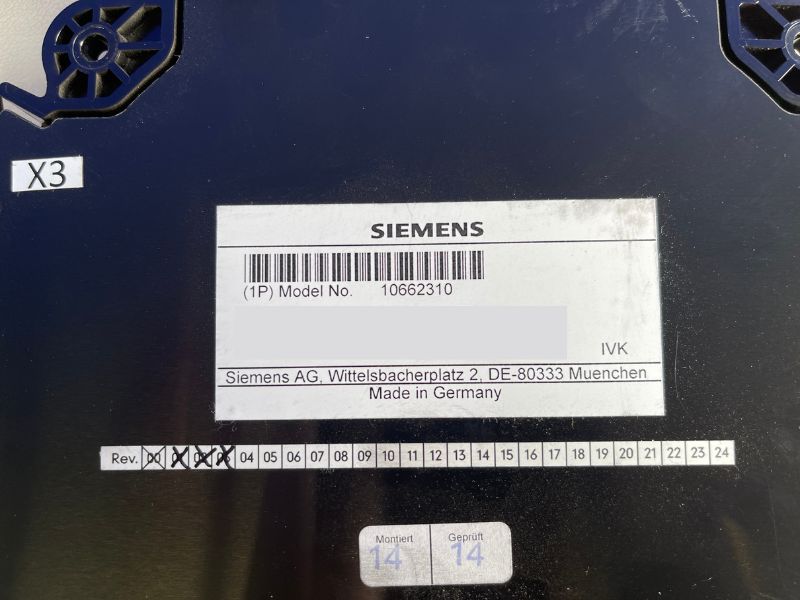 X3
SIEMENS
(1P) Model No. 10662310
IVK
Siemens AG, Wittelsbacherplatz 2, DE-80333 Muenchen
Made in Germany
Rev. 00 01 02 03 04 05 06 07 08 09 10 11 12 13 14 15 16 17 18 19 20 21 22 23 24
Montiert Geprüft
14 14